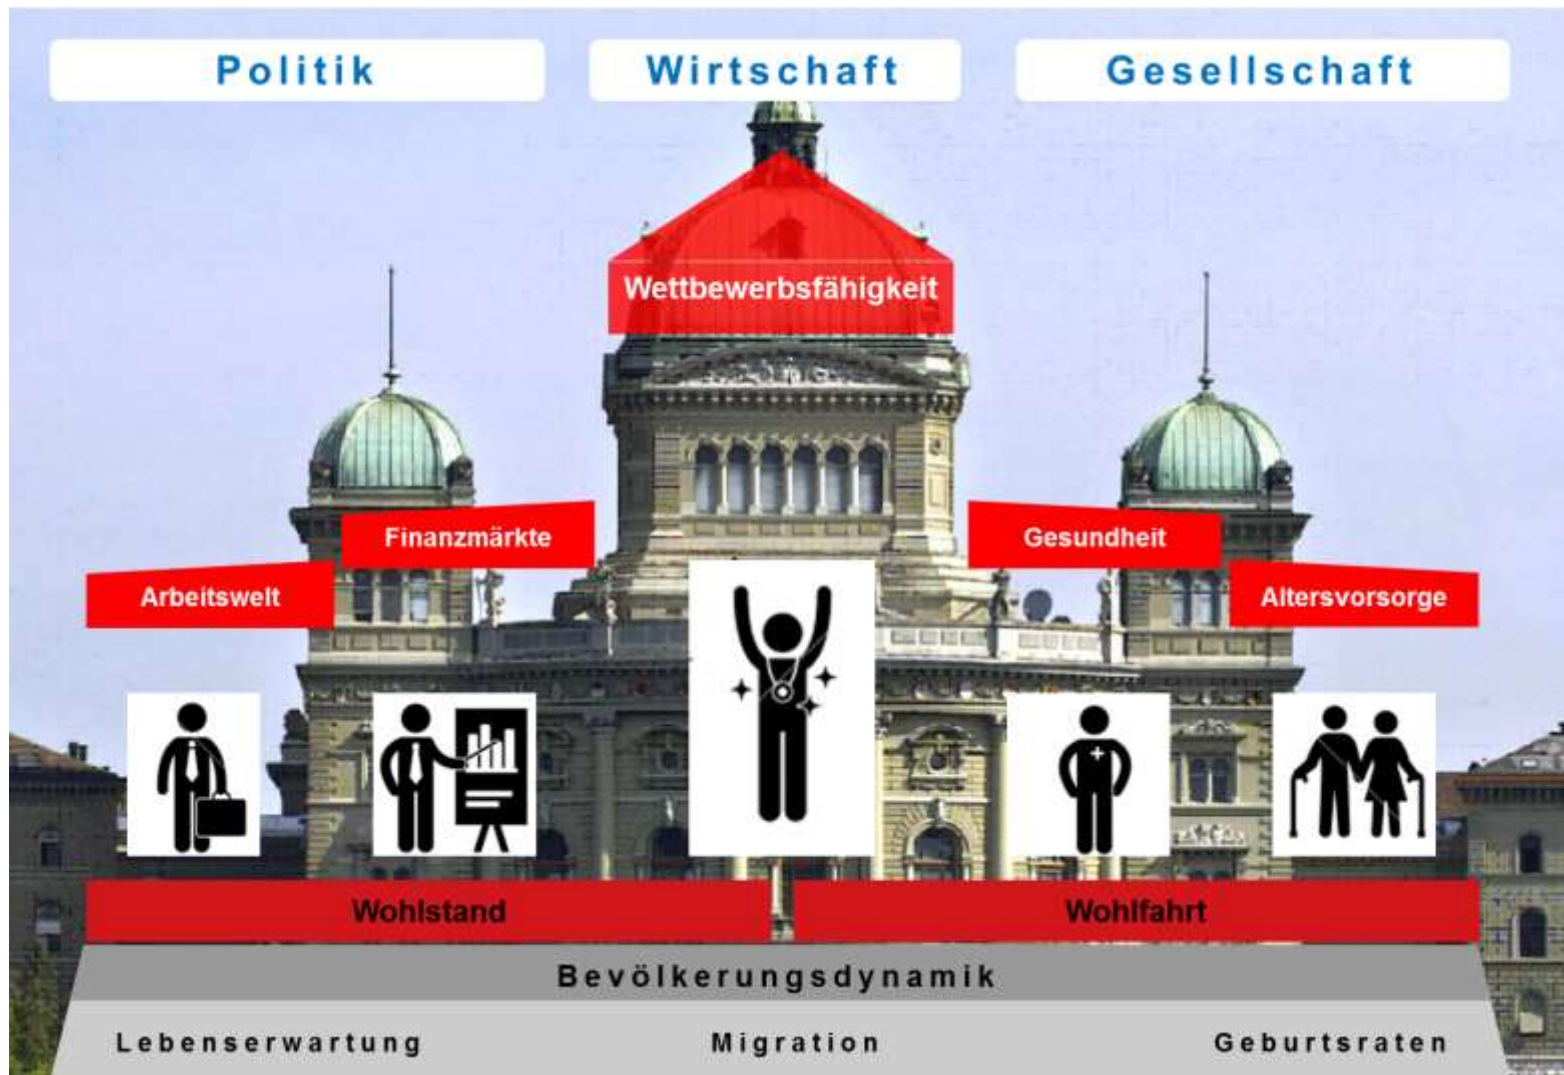 Politik
Wirtschaft
Gesellschaft
Wettbewerbsfähigkeit
Finanzmärkte
Gesundheit
Arbeitswelt
Altersvorsorge
Wohlstand
Wohlfahrt
Bevölkerungsdynamik
Lebenserwartung
Migration
Geburtsraten